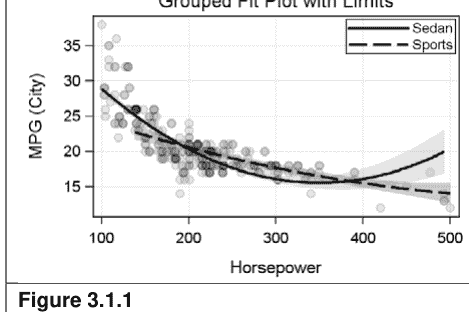 Grouped Fit Plot with Limits
Sedan
Sports
MPG (City)
35
30
25
20
15
100
200
300
400
500
Horsepower
Figure 3.1.1